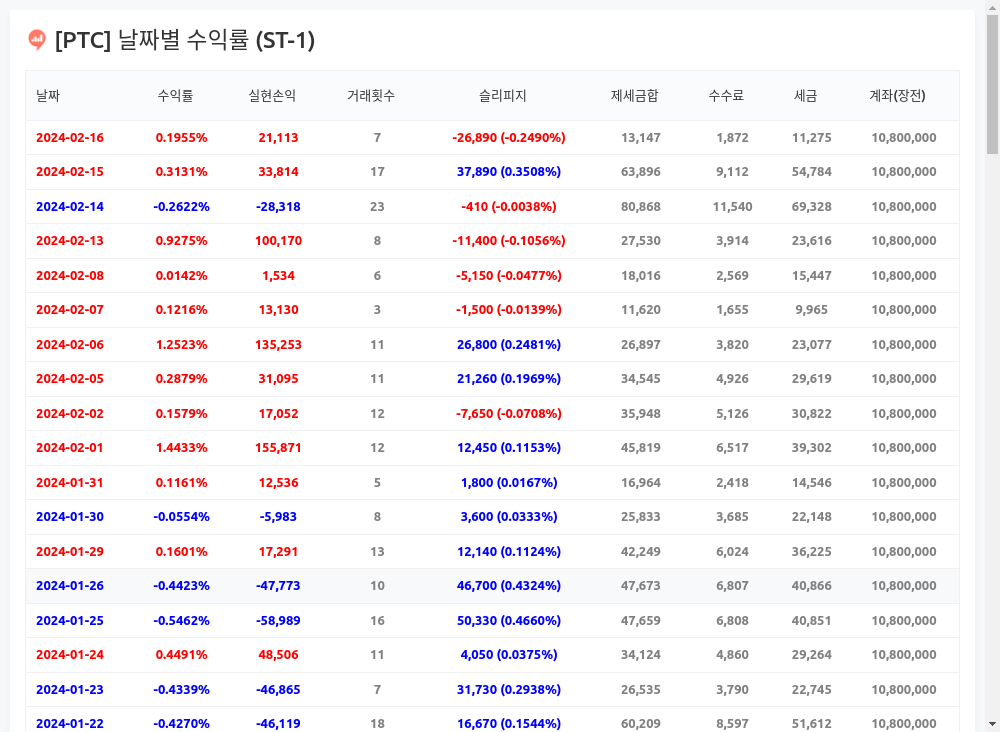 [PTC] 날짜별 수익률 (ST-1)
날짜 수익률 실현손익 거래횟수 슬리피지 제세금합 수수료 세금 계좌(장전)
2024-02-16 0.1955% 21,113 7 -26,890 (-0.2490%) 13,147 1,872 11,275 10,800,000
2024-02-15 0.3131% 33,814 17 37,890 (0.3508%) 63,896 9,112 54,784 10,800,000
2024-02-14 -0.2622% -28,318 23 -410 (-0.0038%) 80,868 11,540 69,328 10,800,000
2024-02-13 0.9275% 100,170 8 -11,400 (-0.1056%) 27,530 3,914 23,616 10,800,000
2024-02-08 0.0142% 1,534 6 -5,150 (-0.0477%) 18,016 2,569 15,447 10,800,000
2024-02-07 0.1216% 13,130 3 -1,500 (-0.0139%) 11,620 1,655 9,965 10,800,000
2024-02-06 1.2523% 135,253 11 26,800 (0.2481%) 26,897 3,820 23,077 10,800,000
2024-02-05 0.2879% 31,095 11 21,260 (0.1969%) 34,545 4,926 29,619 10,800,000
2024-02-02 0.1579% 17,052 12 -7,650 (-0.0708%) 35,948 5,126 30,822 10,800,000
2024-02-01 1.4433% 155,871 12 12,450 (0.1153%) 45,819 6,517 39,302 10,800,000
2024-01-31 0.1161% 12,536 5 1,800 (0.0167%) 16,964 2,418 14,546 10,800,000
2024-01-30 -0.0554% -5,983 8 3,600 (0.0333%) 25,833 3,685 22,148 10,800,000
2024-01-29 0.1601% 17,291 13 12,140 (0.1124%) 42,249 6,024 36,225 10,800,000
2024-01-26 -0.4423% -47,773 10 46,700 (0.4324%) 47,673 6,807 40,866 10,800,000
2024-01-25 -0.5462% -58,989 16 50,330 (0.4660%) 47,659 6,808 40,851 10,800,000
2024-01-24 0.4491% 48,506 11 4,050 (0.0375%) 34,124 4,860 29,264 10,800,000
2024-01-23 -0.4339% -46,865 7 31,730 (0.2938%) 26,535 3,790 22,745 10,800,000
2024-01-22 -0.4270% -46,119 18 16,670 (0.1544%) 60,209 8,597 51,612 10,800,000